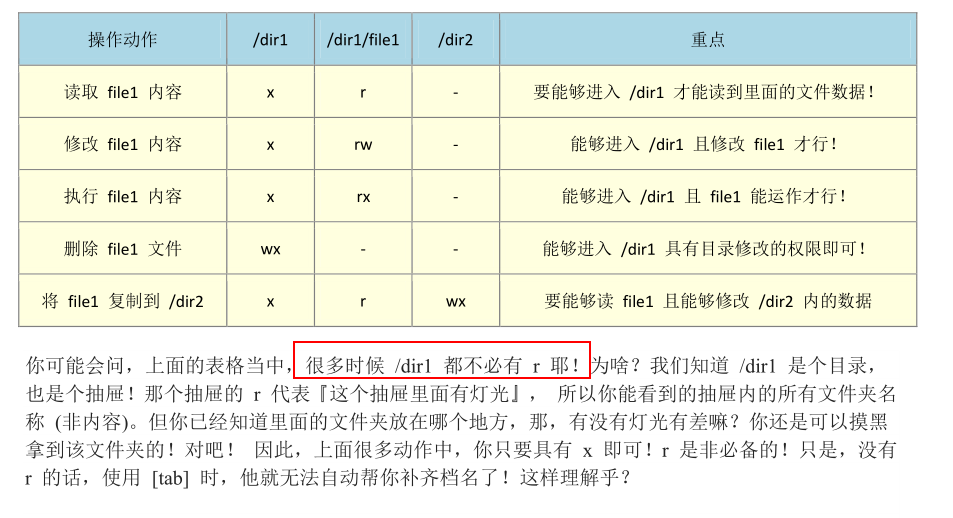 操作动作 /dir1 /dir1/file1 /dir2 重点
读取 file1 内容 x r - 要能够进入 /dir1 才能读到里面的文件数据！
修改 file1 内容 x rw - 能够进入 /dir1 且修改 file1 才行！
执行 file1 内容 x rx - 能够进入 /dir1 且 file1 能运作才行！
删除 file1 文件 wx - - 能够进入 /dir1 具有目录修改的权限即可！
将 file1 复制到 /dir2 x r wx 要能够读 file1 且能够修改 /dir2 内的数据
你可能会问，上面的表格当中，很多时候 /dir1 都不必有 r 耶！为啥？我们知道 /dir1 是个目录，
也是个抽屉！那个抽屉的 r 代表『这个抽屉里面有灯光』， 所以你能看到的抽屉内的所有文件夹名
称 (非内容)。但你已经知道里面的文件夹放在哪个地方，那，有没有灯光有差嘛？你还是可以摸黑
拿到该文件夹的！对吧！ 因此，上面很多动作中，你只要具有 x 即可！r 是非必备的！只是，没有
r 的话，使用 [tab] 时，他就无法自动帮你补齐档名了！这样理解乎？